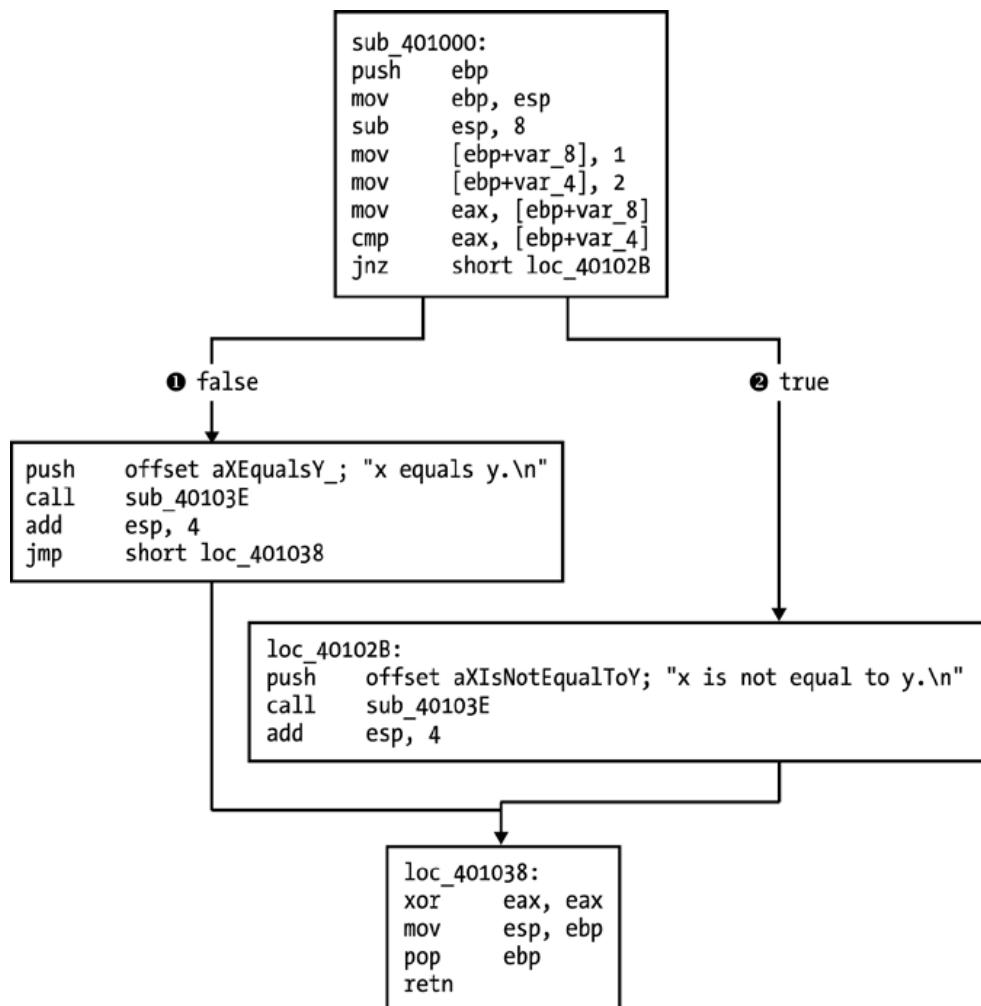 sub_401000:
push ebp
mov ebp, esp
sub esp, 8
mov [ebp+var_8], 1
mov [ebp+var_4], 2
mov eax, [ebp+var_8]
cmp eax, [ebp+var_4]
jnz short loc_40102B
❶ false
❷ true
push offset aXEqualsY_; "x equals y.\n"
call sub_40103E
add esp, 4
jmp short loc_401038
loc_40102B:
push offset aXIsNotEqualToY; "x is not equal to y.\n"
call sub_40103E
add esp, 4
loc_401038:
xor eax, eax
mov esp, ebp
pop ebp
retn